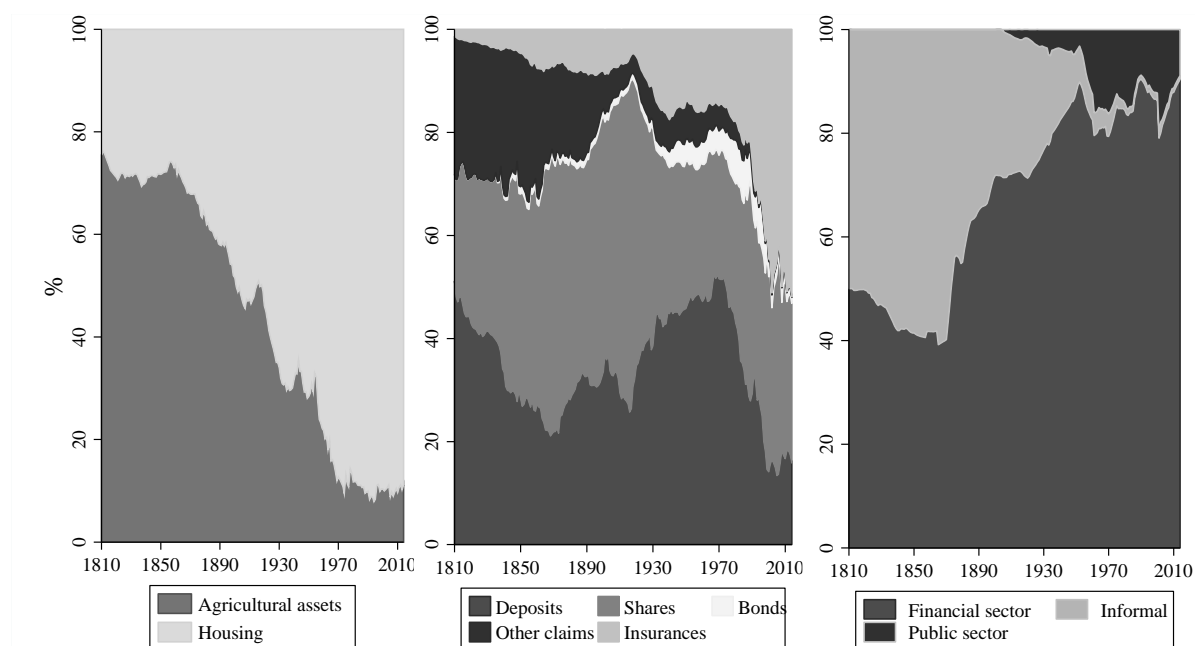 %
100
80
60
40
20
0
1810 1850 1890 1930 1970 2010
Agricultural assets
Housing
100
80
60
40
20
0
1810 1850 1890 1930 1970 2010
Deposits Shares Bonds
Other claims Insurances
100
80
60
40
20
0
1810 1850 1890 1930 1970 2010
Financial sector Informal
Public sector